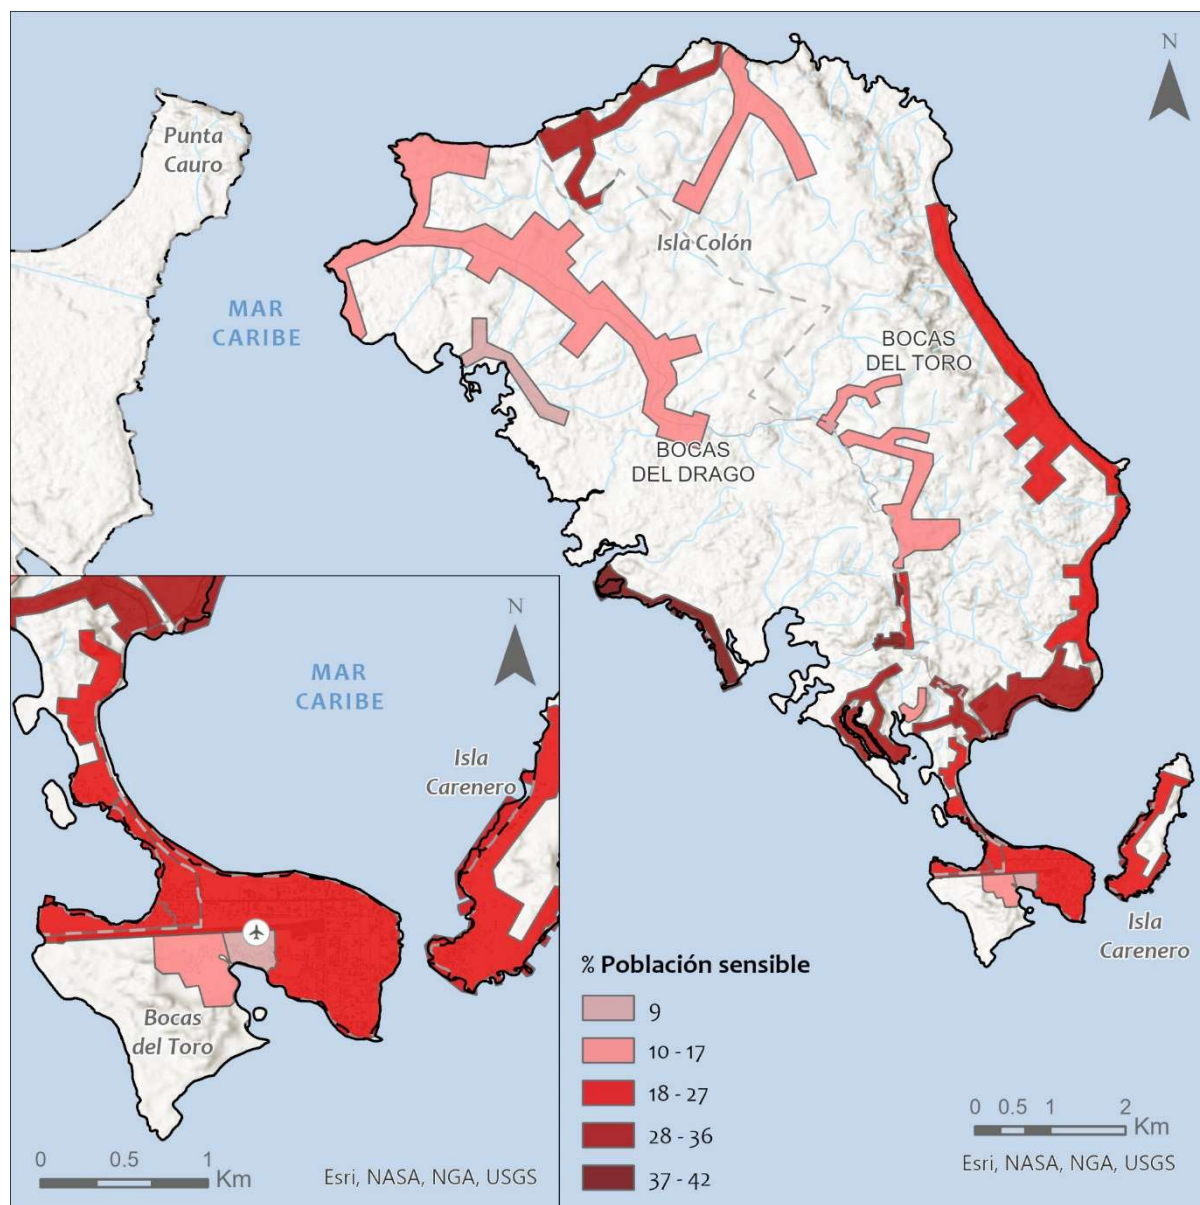 N
Punta
Cauro
Isla Colón
MAR
CARIBE
BOCAS
DEL TORO
BOCAS
DEL DRAGO
N
MAR
CARIBE
Isla
Carenero
Bocas
del Toro
0 0.5 1
Km
Esri, NASA, NGA, USGS
Isla
Carenero
% Población sensible
9
10 - 17
18 - 27
28 - 36
37 - 42
0 0.5 1 2
Km
Esri, NASA, NGA, USGS